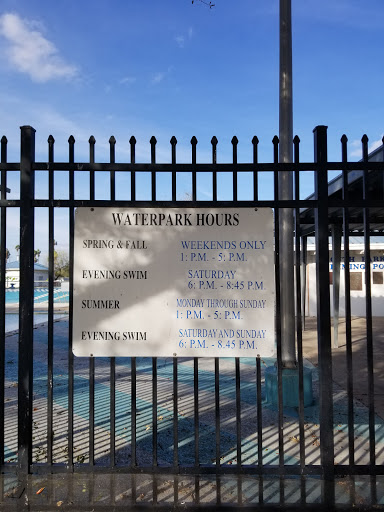 WATERPARK HOURS
SPRING & FALL WEEKENDS ONLY
1: P.M. - 5: P.M.
EVENING SWIM SATURDAY
6: P.M. - 8:45 P.M
SUMMER MONDAY THROUGH SUNDAY
1: P.M. - 5: P.M.
EVENING SWIM SATURDAY AND SUNDAY
6: P.M. - 8.45 P.M.